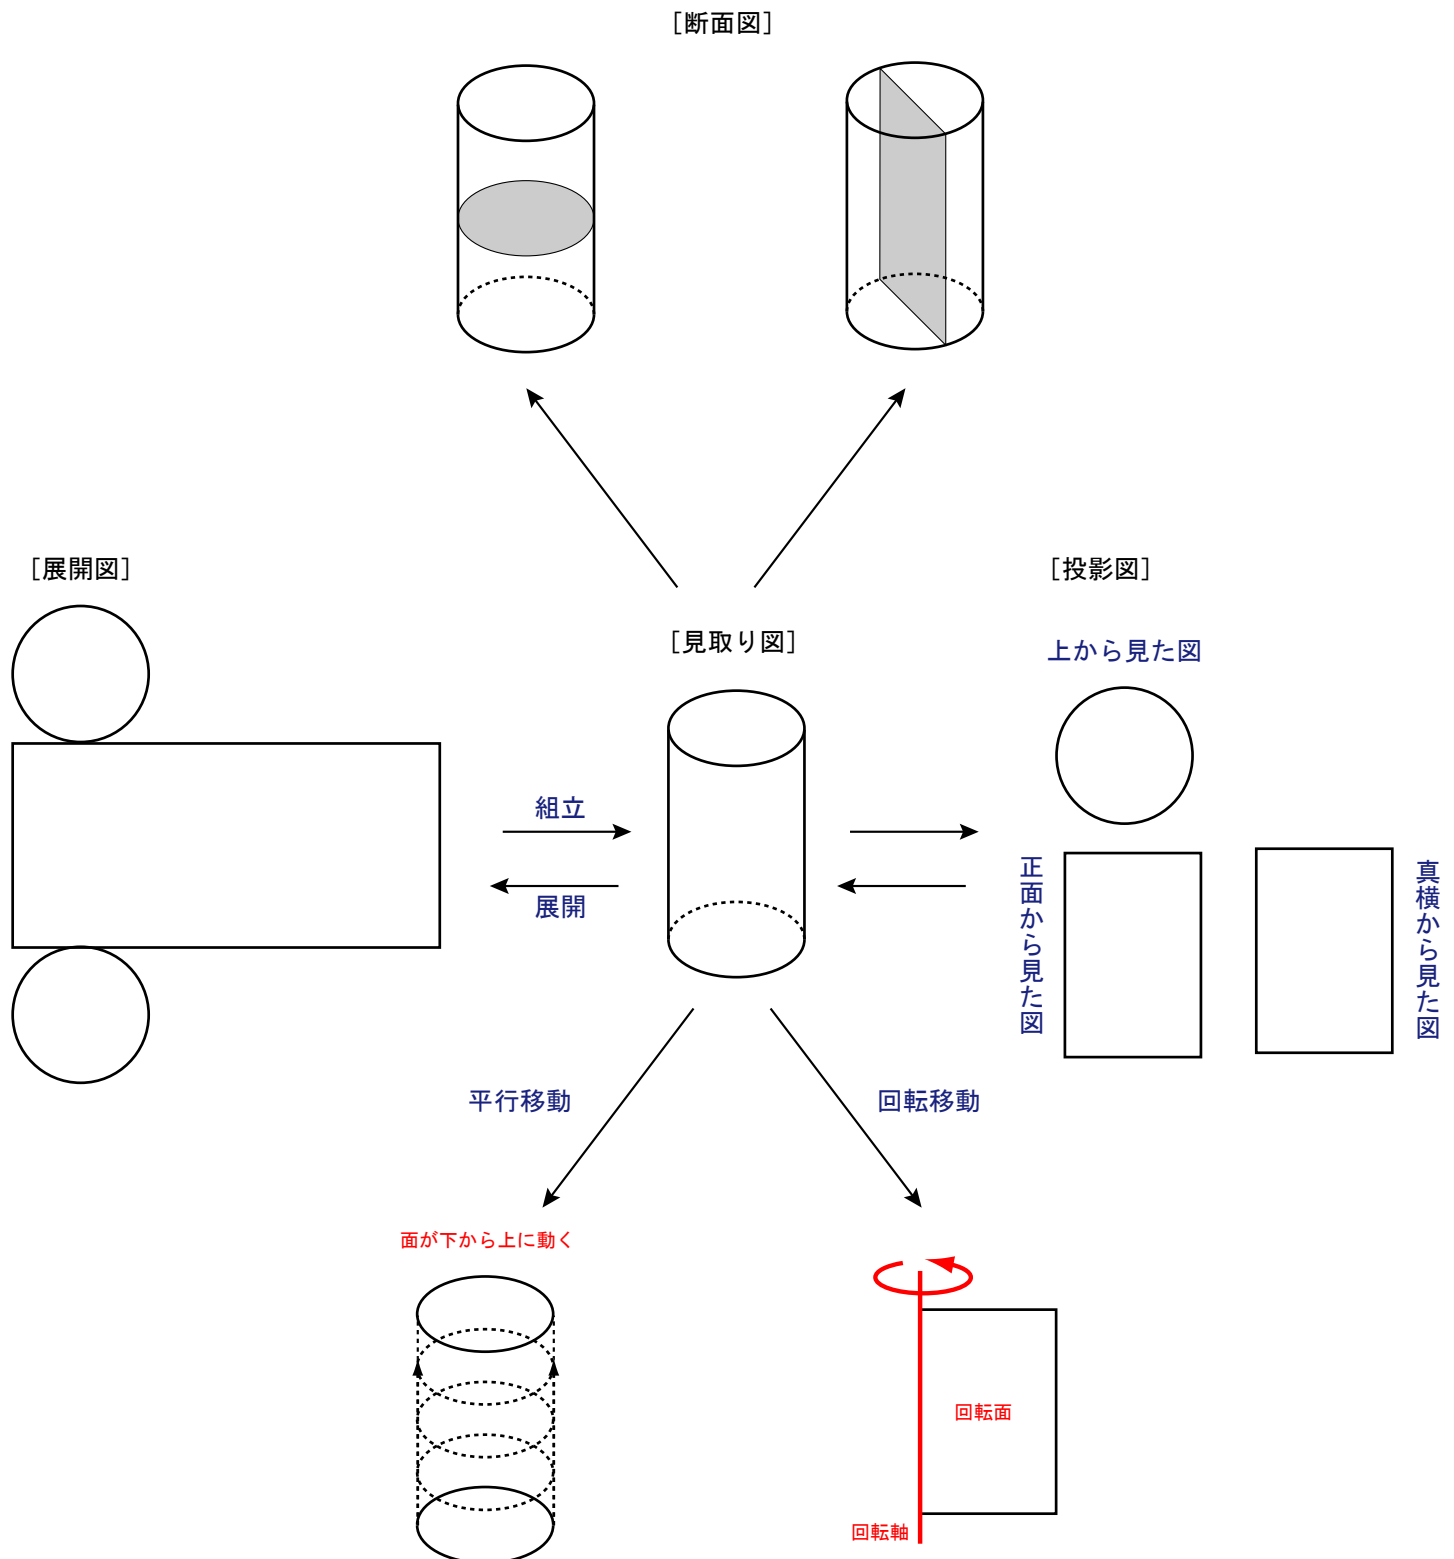 ［断面図］
［展開図］
［投影図］
［見取り図］
上から見た図
組立
展開
正面から見た図
真横から見た図
平行移動
回転移動
面が下から上に動く
回転面
回転軸